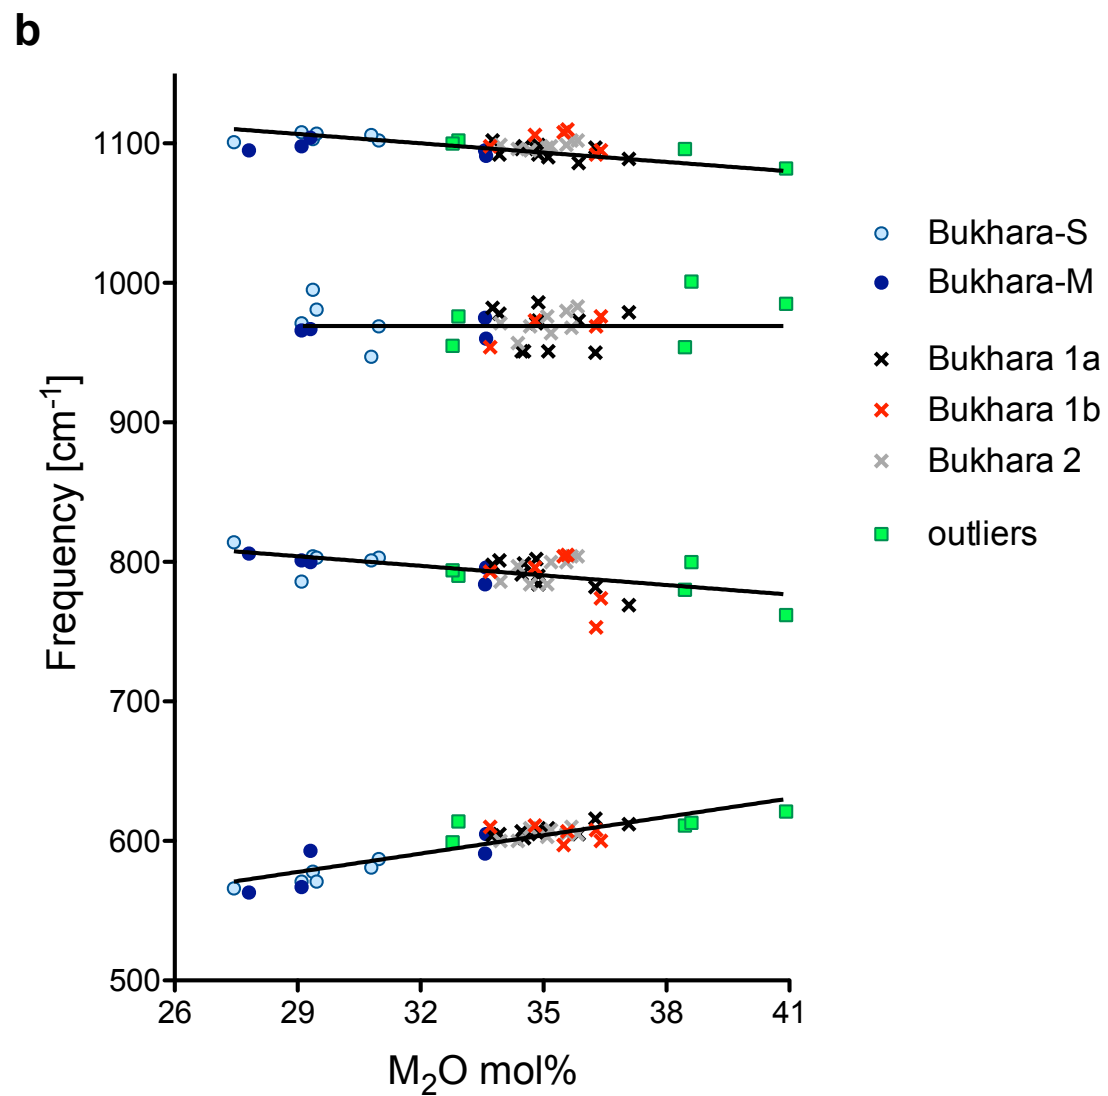 b
1100
1000
900
800
700
600
500
26 29 32 35 38 41
Frequency [cm-1]
M2O mol%
Bukhara-S
Bukhara-M
Bukhara 1a
Bukhara 1b
Bukhara 2
outliers